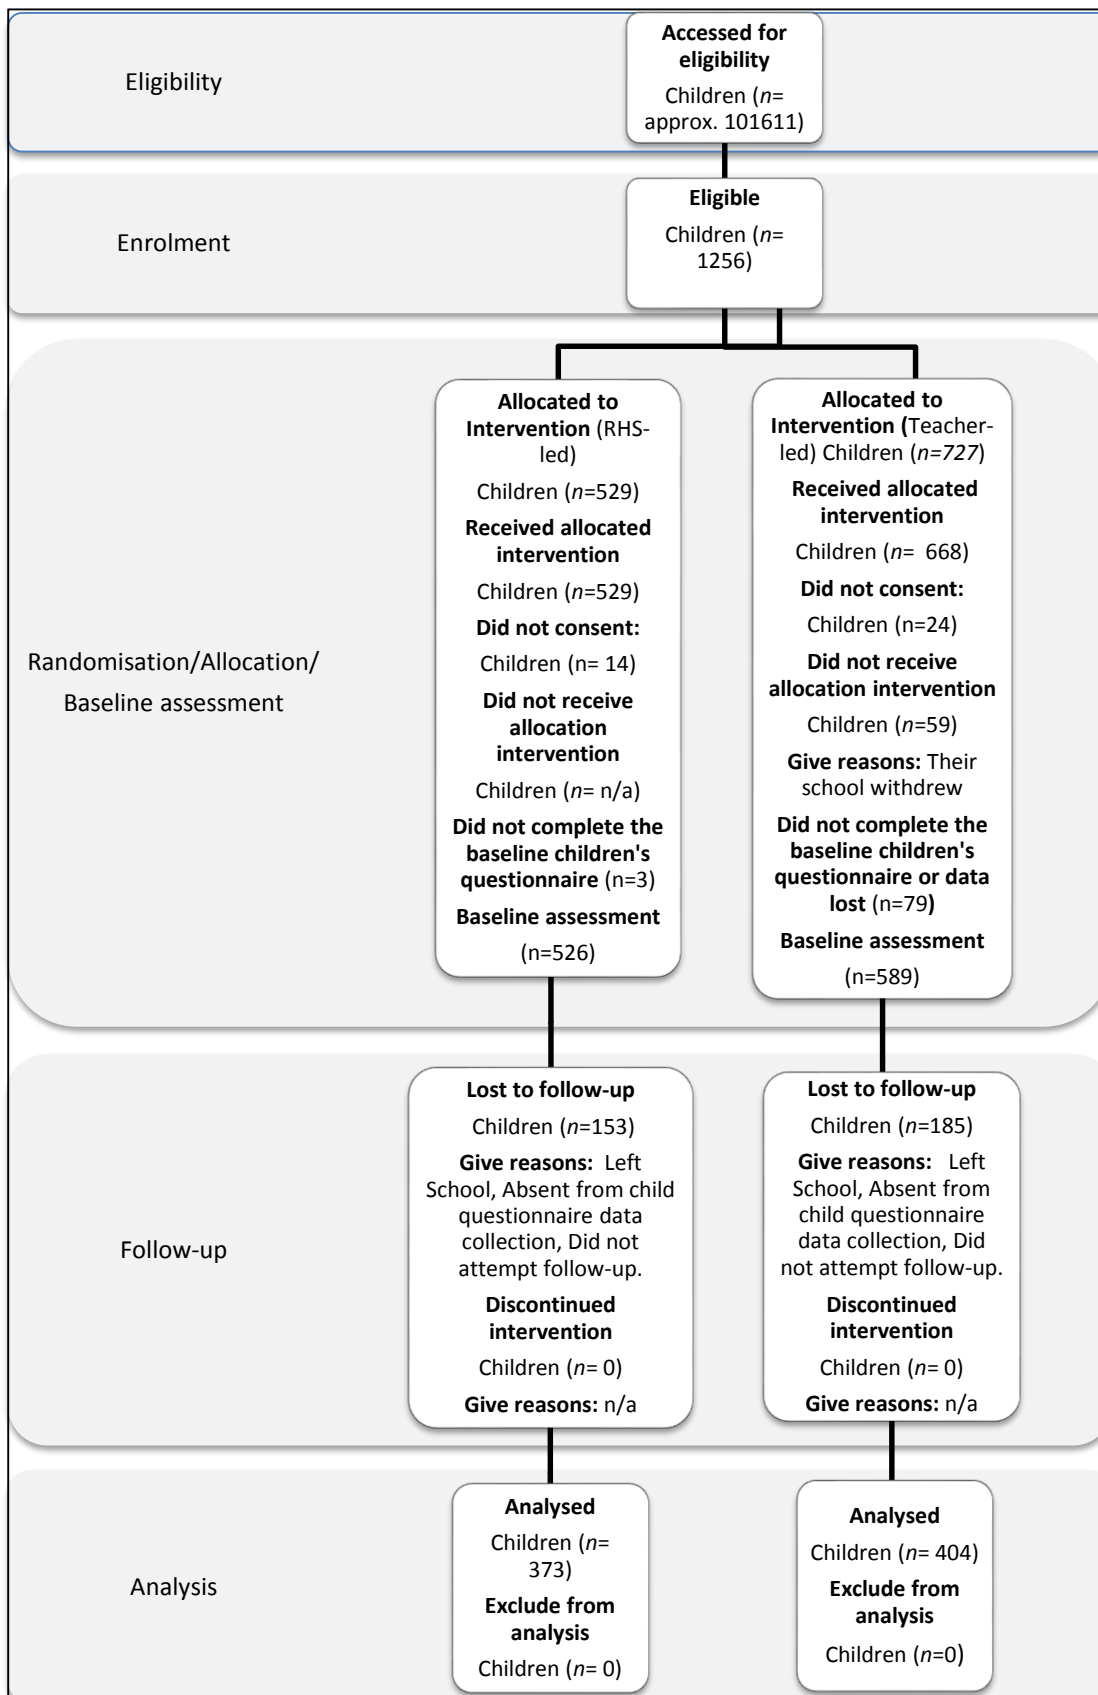 Eligibility
Accessed for
eligibility
Children (n=
approx. 101611)
Enrolment
Eligible
Children (n=
1256)
Randomisation/Allocation/
Baseline assessment
Allocated to
Intervention (RHS-
led)
Children (n=529)
Received allocated
intervention
Children (n=529)
Did not consent:
Children (n= 14)
Did not receive
allocation
intervention
Children (n= n/a)
Did not complete the
baseline children's
questionnaire (n=3)
Baseline assessment
(n=526)
Allocated to
Intervention (Teacher-
led) Children (n=727)
Received allocated
intervention
Children (n= 668)
Did not consent:
Children (n=24)
Did not receive
allocation intervention
Children (n=59)
Give reasons: Their
school withdrew
Did not complete the
baseline children's
questionnaire or data
lost (n=79)
Baseline assessment
(n=589)
Follow-up
Lost to follow-up
Children (n=153)
Give reasons: Left
School, Absent from child
questionnaire data
collection, Did not
attempt follow-up.
Discontinued
intervention
Children (n= 0)
Give reasons: n/a
Lost to follow-up
Children (n=185)
Give reasons: Left
School, Absent from
child questionnaire
data collection, Did
not attempt follow-up.
Discontinued
intervention
Children (n= 0)
Give reasons: n/a
Analysis
Analysed
Children (n=
373)
Exclude from
analysis
Children (n= 0)
Analysed
Children (n= 404)
Exclude from
analysis
Children (n=0)